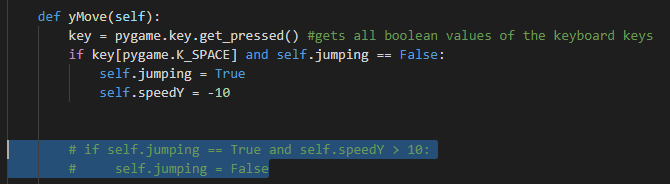 def yMove(self):
key = pygame.key.get_pressed() #gets all boolean values of the keyboard keys
if key[pygame.K_SPACE] and self.jumping == False:
self.jumping = True
self.speedY = -10
# if self.jumping == True and self.speedY > 10:
#     self.jumping = False